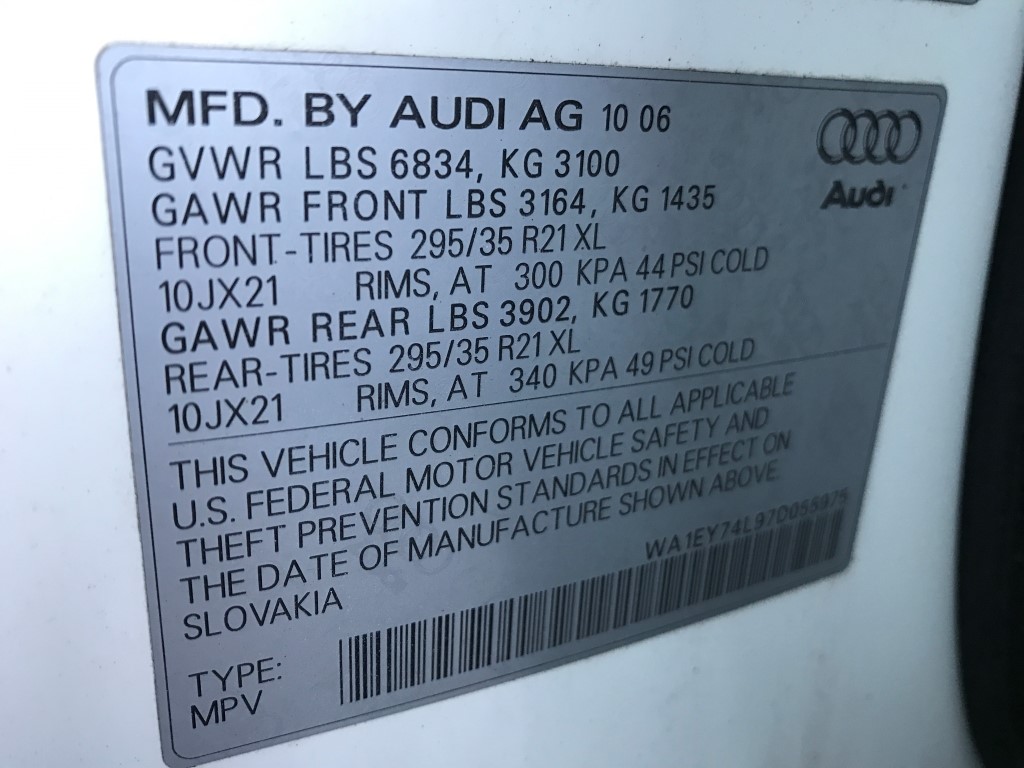 MFD. BY AUDI AG 10 06
GVWR LBS 6834, KG 3100
GAWR FRONT LBS 3164, KG 1435
FRONT-TIRES 295/35 R21 XL
10JX21 RIMS, AT 300 KPA 44 PSI COLD
GAWR REAR LBS 3902, KG 1770
REAR-TIRES 295/35 R21 XL
10JX21 RIMS, AT 340 KPA 49 PSI COLD
THIS VEHICLE CONFORMS TO ALL APPLICABLE
U.S. FEDERAL MOTOR VEHICLE SAFETY AND
THEFT PREVENTION STANDARDS IN EFFECT ON
THE DATE OF MANUFACTURE SHOWN ABOVE.
SLOVAKIA
WA1EY74L97D055975
TYPE:
MPV
Audi